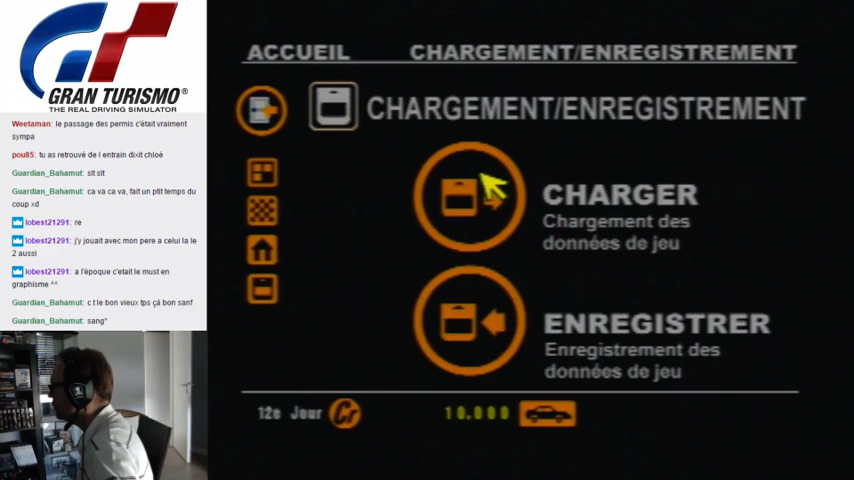 GRAN TURISMO®
THE REAL DRIVING SIMULATOR
Weetaman: le passage des permis c'était vraiment
sympa
pou85: tu as retrouvé de l entrain dixit chloé
Guardian_Bahamut: slt slt
Guardian_Bahamut: ca va ca va, fait un ptit temps du
coup xd
lobest21291: re
lobest21291: j'y jouait avec mon pere a celui la le
2 aussi
lobest21291: a l'époque c'etait le must en
graphisme ^^
Guardian_Bahamut: c t le bon vieux tps çà bon sanf
Guardian_Bahamut: sang*
ACCUEIL CHARGEMENT/ENREGISTREMENT
CHARGEMENT/ENREGISTREMENT
CHARGER
Chargement des
données de jeu
ENREGISTRER
Enregistrement des
données de jeu
12e Jour Cr 10,000